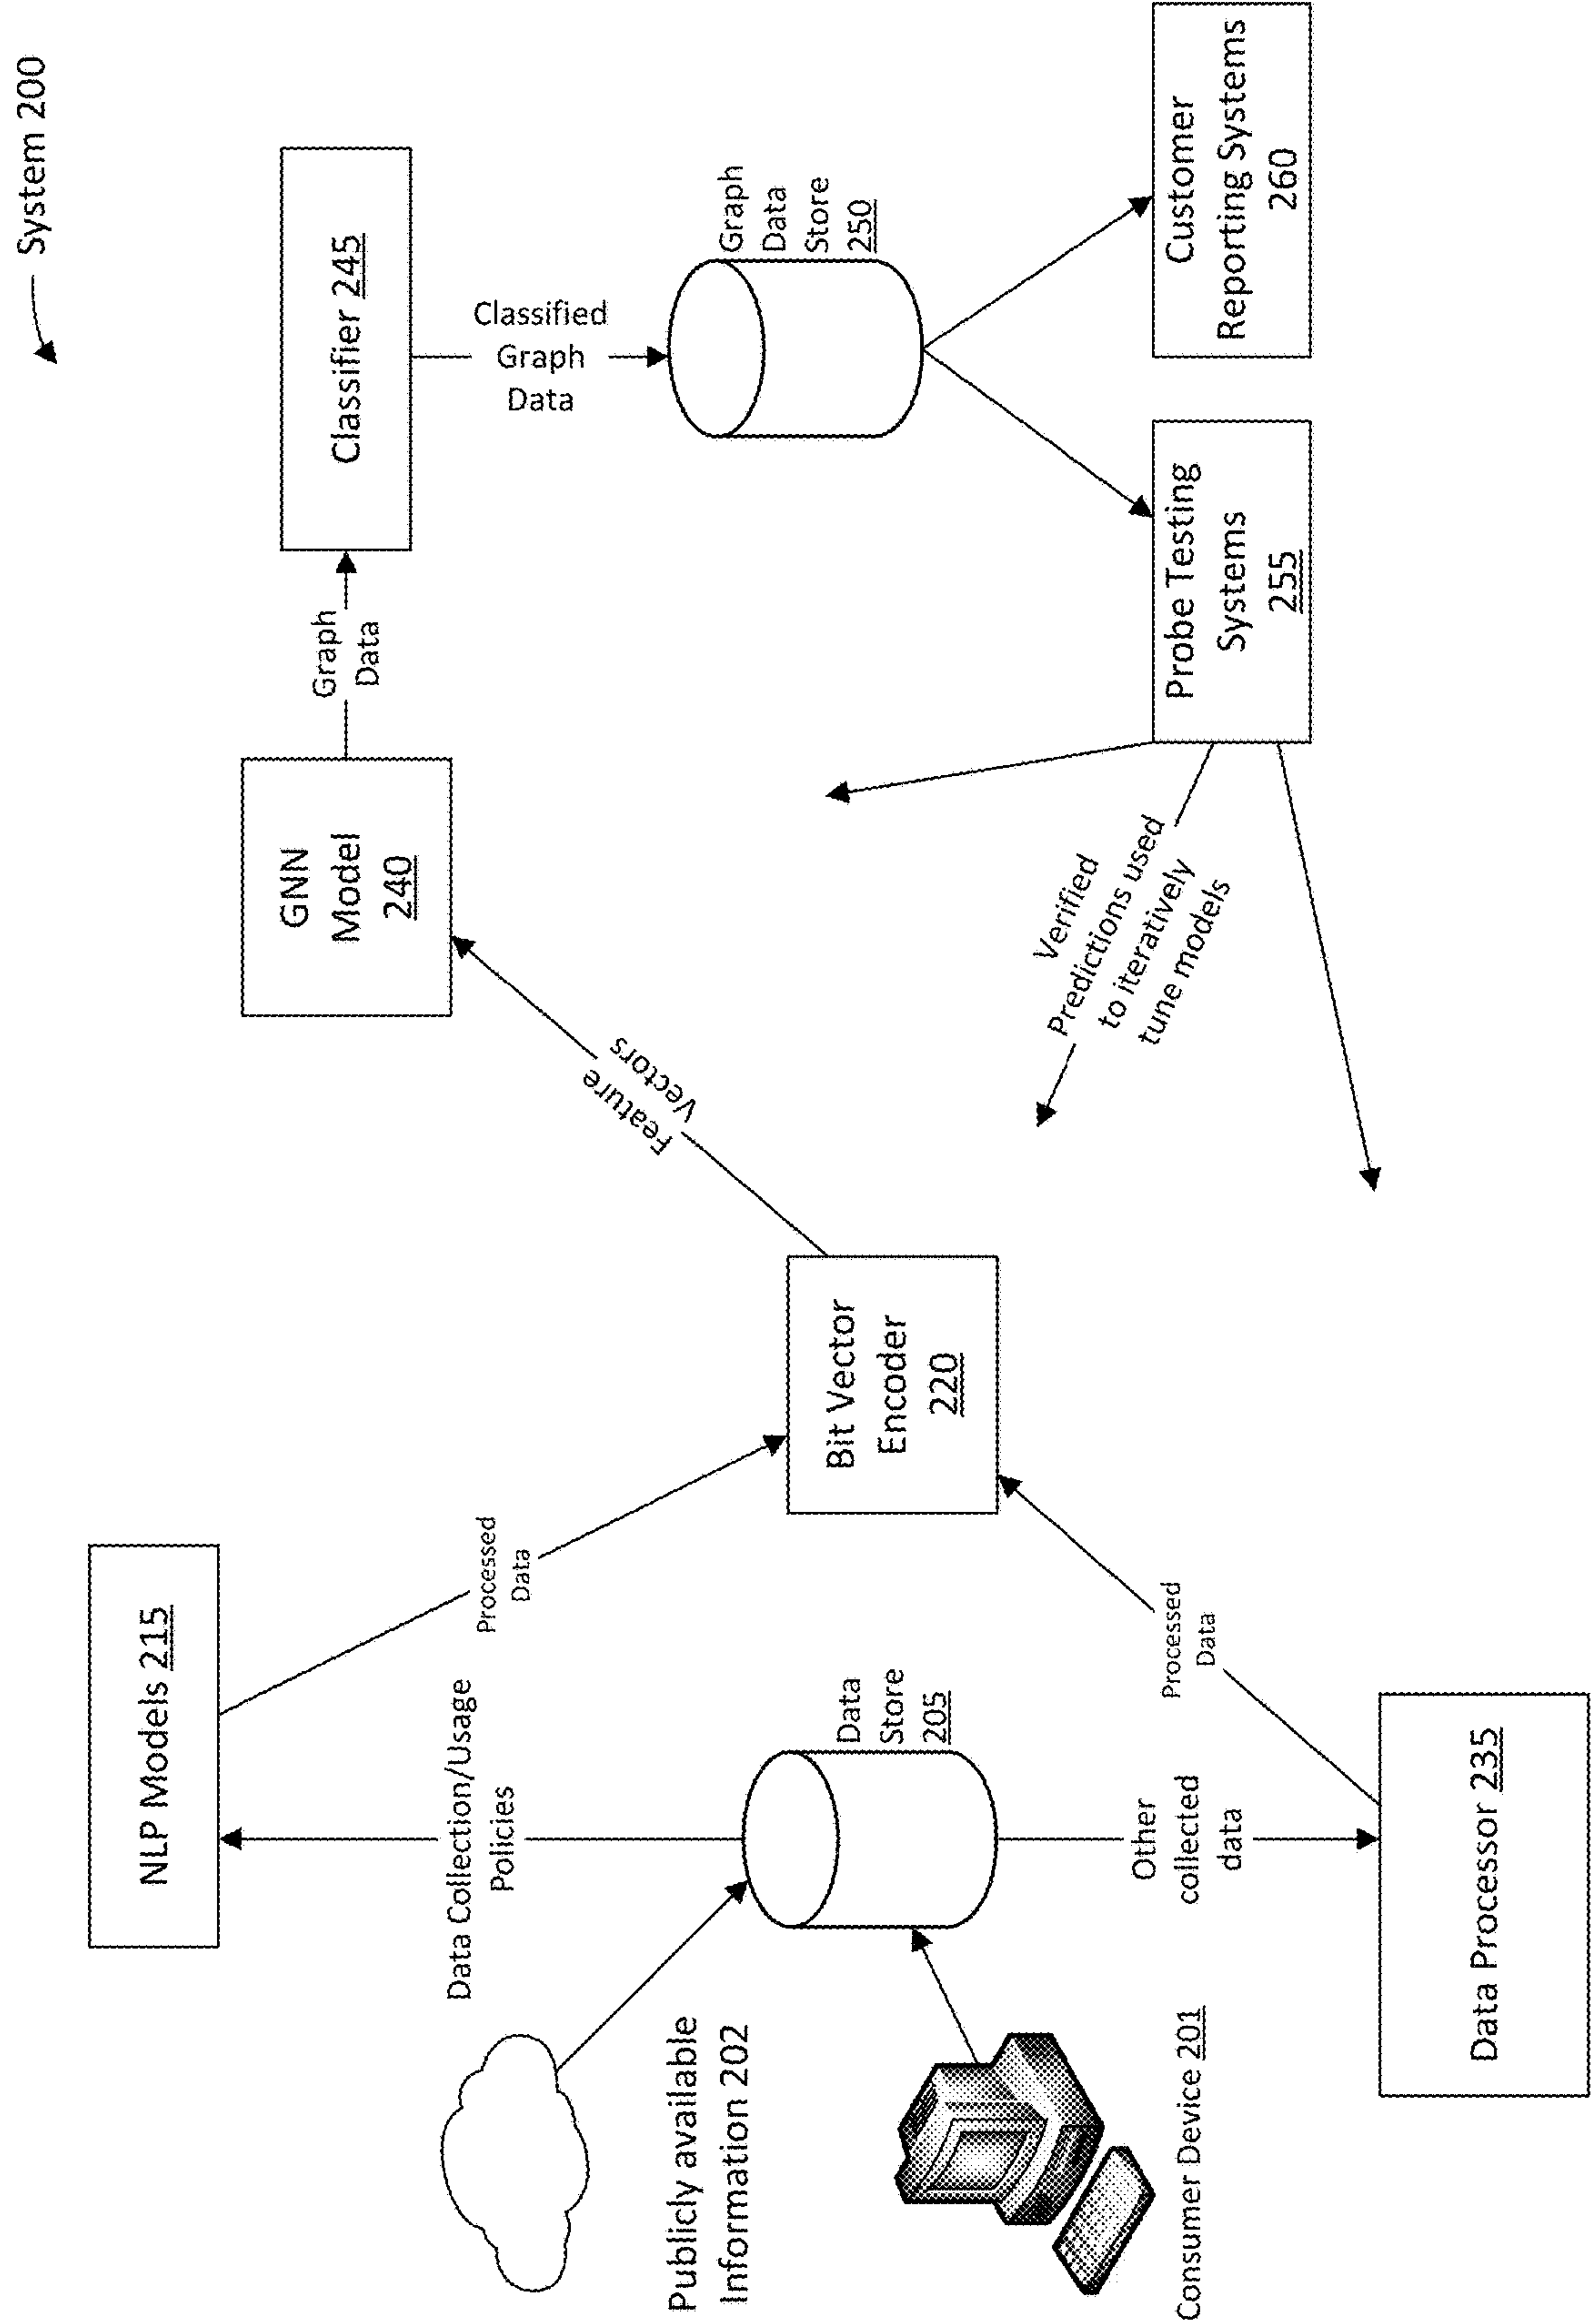 System 200
NLP Models 215
Data Collection/Usage
Policies
Publicly available
Information 202
Data
Store
205
Consumer Device 201
Other
collected
data
Data Processor 235
Processed
Data
Processed
Data
Bit Vector
Encoder
220
Feature
Vectors
GNN
Model
240
Graph
Data
Classifier 245
Classified
Graph
Data
Graph
Data
Store
250
Probe Testing
Systems
255
Customer
Reporting Systems
260
Verified
Predictions used
to iteratively
tune models